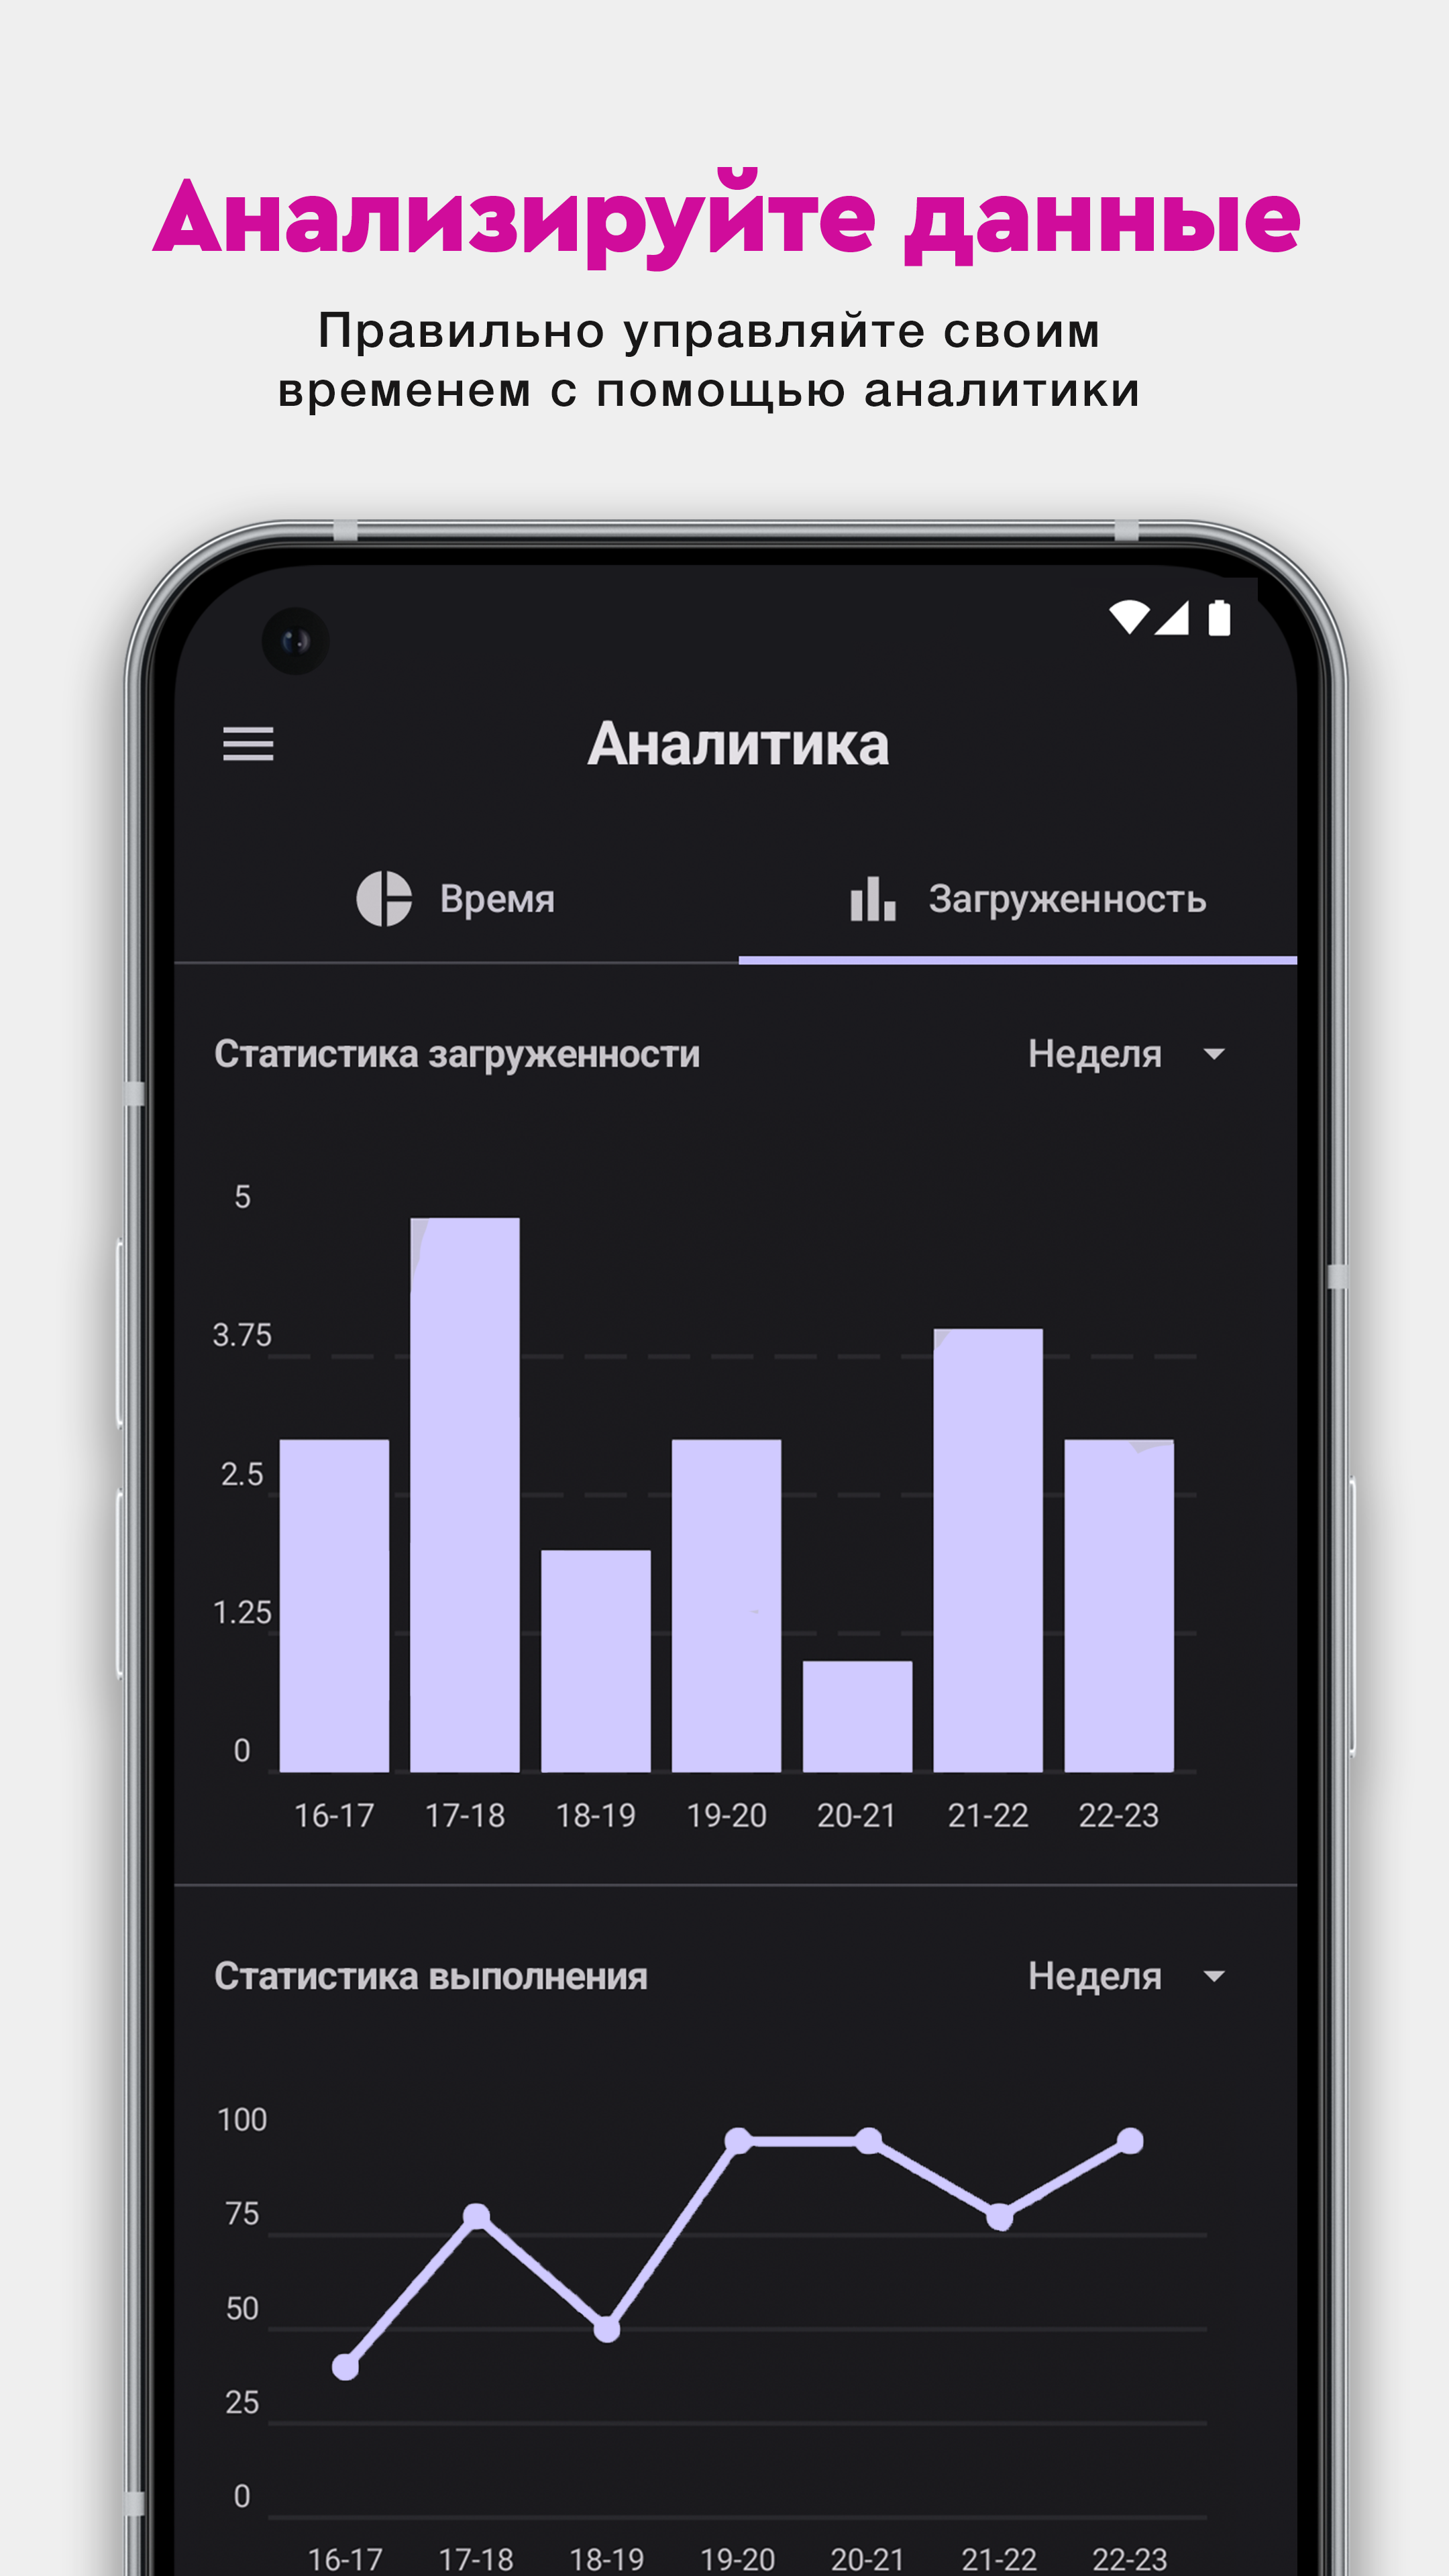 Анализируйте данные
Правильно управляйте своим
временем с помощью аналитики
Аналитика
Время
Загруженность
Статистика загруженности
Неделя
5
3.75
2.5
1.25
0
16-17 17-18 18-19 19-20 20-21 21-22 22-23
Статистика выполнения
Неделя
100
75
50
25
0
16-17 17-18 18-19 19-20 20-21 21-22 22-23